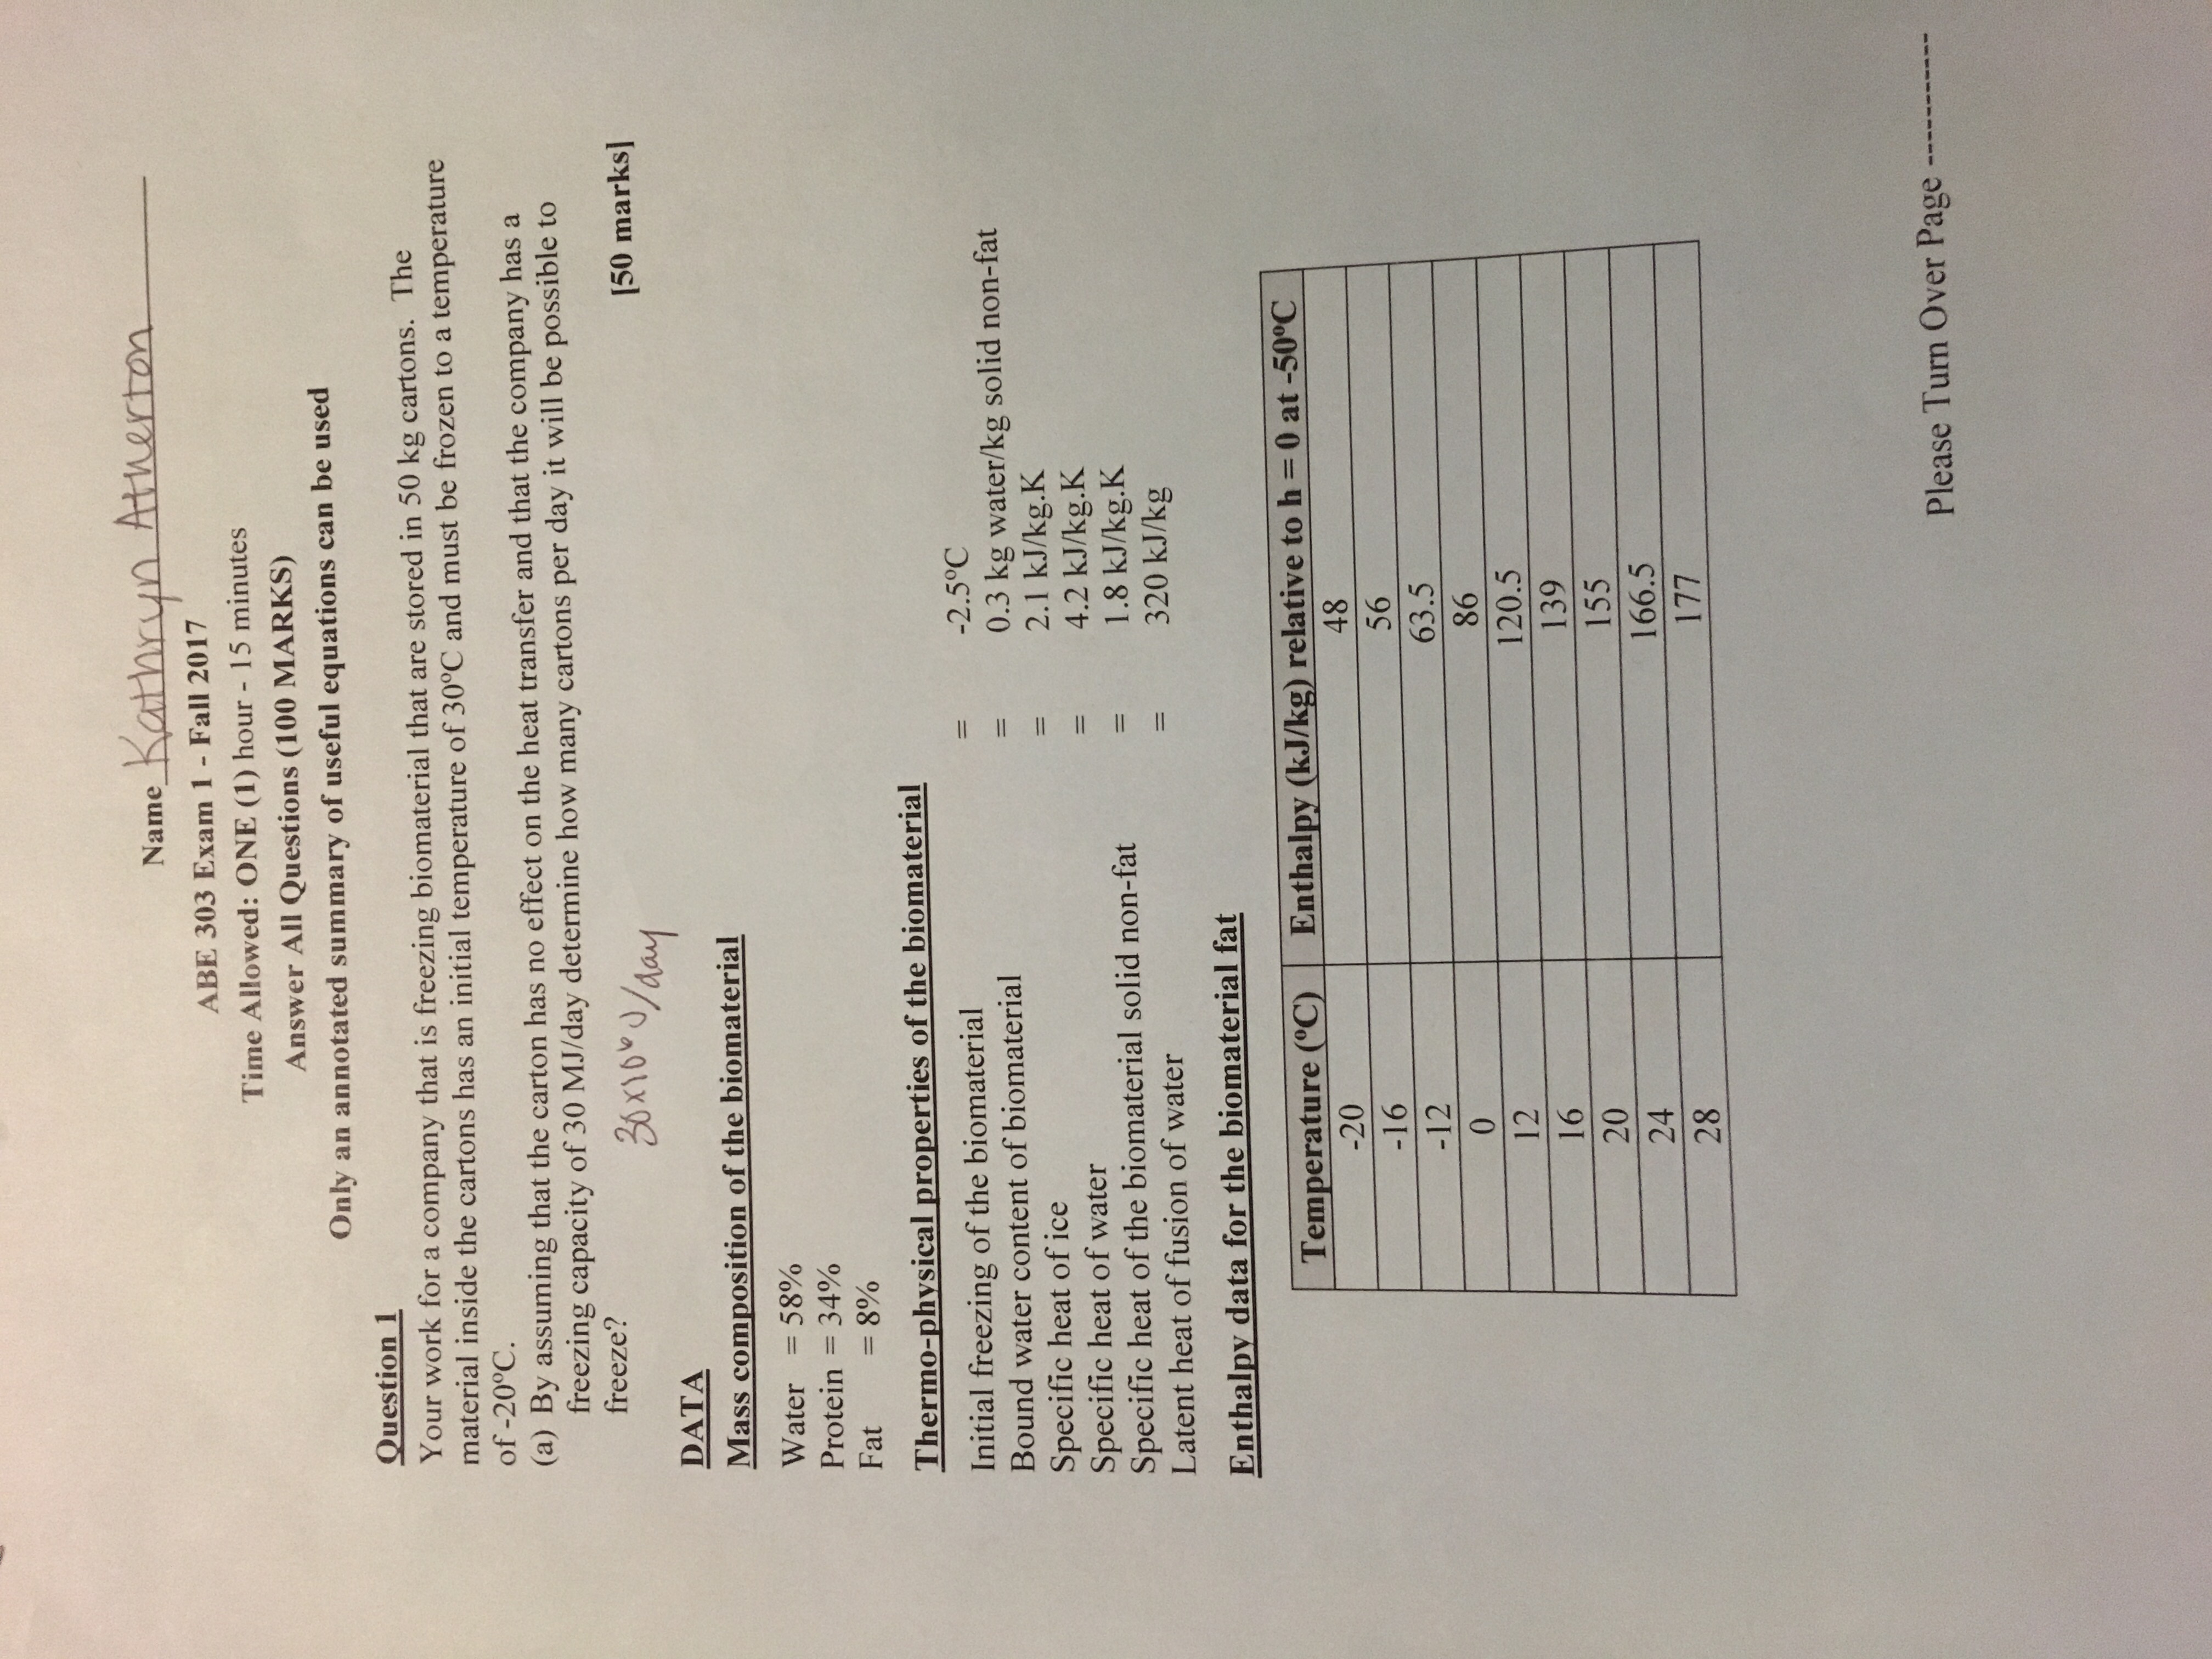 Name Kathryn Atherton
ABE 303 Exam 1 - Fall 2017
Time Allowed: ONE (1) hour - 15 minutes
Answer All Questions (100 MARKS)
Only an annotated summary of useful equations can be used
Question 1
Your work for a company that is freezing biomaterial that are stored in 50 kg cartons. The
material inside the cartons has an initial temperature of 30ºC and must be frozen to a temperature
of -20ºC.
(a) By assuming that the carton has no effect on the heat transfer and that the company has a
freezing capacity of 30 MJ/day determine how many cartons per day it will be possible to
freeze?
[50 marks]
30x10⁶ J/day
DATA
Mass composition of the biomaterial
Water = 58%
Protein = 34%
Fat = 8%
Thermo-physical properties of the biomaterial
Initial freezing of the biomaterial = -2.5ºC
Bound water content of biomaterial = 0.3 kg water/kg solid non-fat
Specific heat of ice = 2.1 kJ/kg.K
Specific heat of water = 4.2 kJ/kg.K
Specific heat of the biomaterial solid non-fat = 1.8 kJ/kg.K
Latent heat of fusion of water = 320 kJ/kg
Enthalpy data for the biomaterial fat
Temperature (ºC) Enthalpy (kJ/kg) relative to h = 0 at -50ºC
-20 48
-16 56
-12 63.5
0 86
12 120.5
16 139
20 155
24 166.5
28 177
Please Turn Over Page -----------